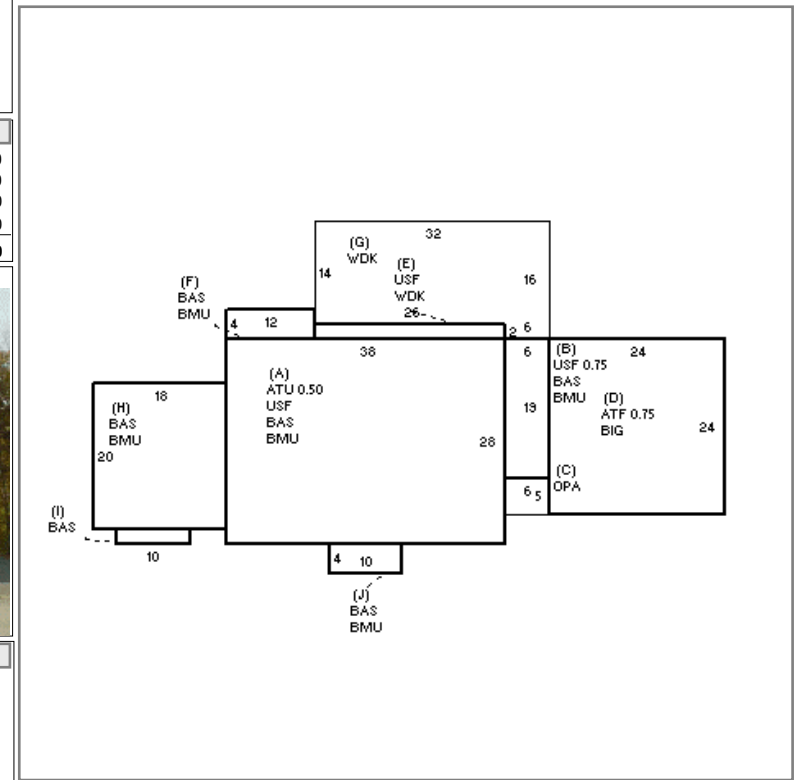 32
(G)
WDK
(E)
USF
WDK
26
14
16
(F)
BAS
BMU
4
12
2
6
38
6
(B)
USF 0.75
BAS
BMU
24
(D)
ATF 0.75
BIG
24
(A)
ATU 0.50
USF
BAS
BMU
18
(H)
BAS
BMU
20
19
28
(C)
OPA
6
5
(I)
BAS
10
4
10
(J)
BAS
BMU